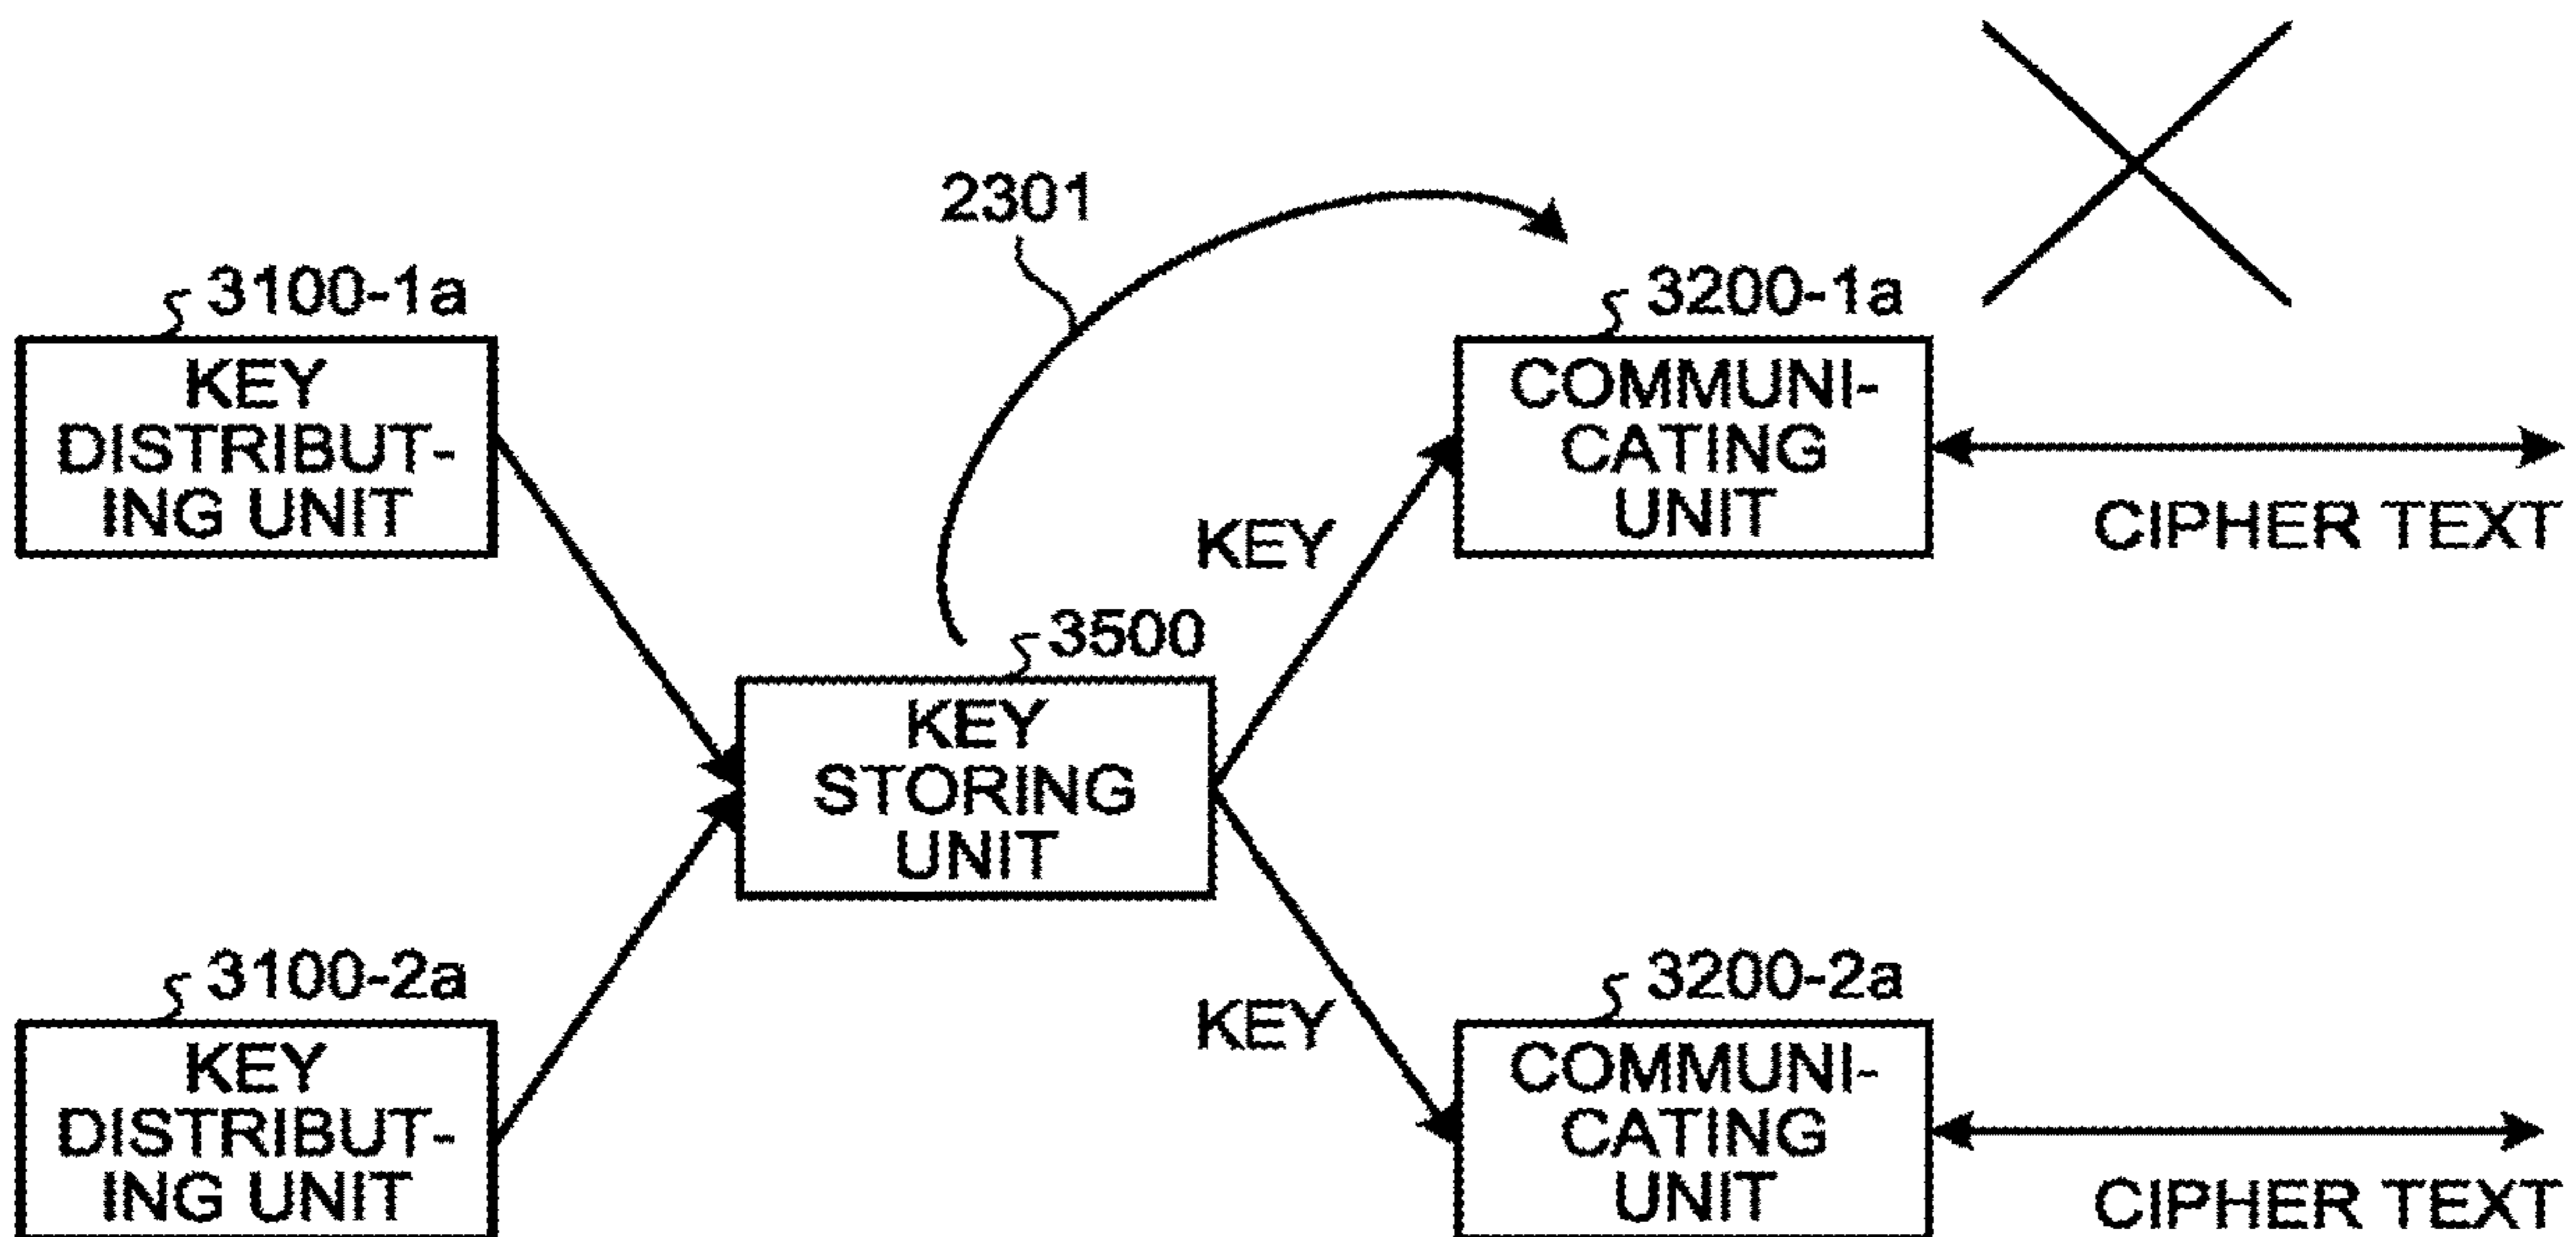 2301
3100-1a
KEY
DISTRIBUT-
ING UNIT
3200-1a
COMMUNI-
CATING
UNIT
CIPHER TEXT
KEY
3500
KEY
STORING
UNIT
3100-2a
KEY
DISTRIBUT-
ING UNIT
KEY
3200-2a
COMMUNI-
CATING
UNIT
CIPHER TEXT